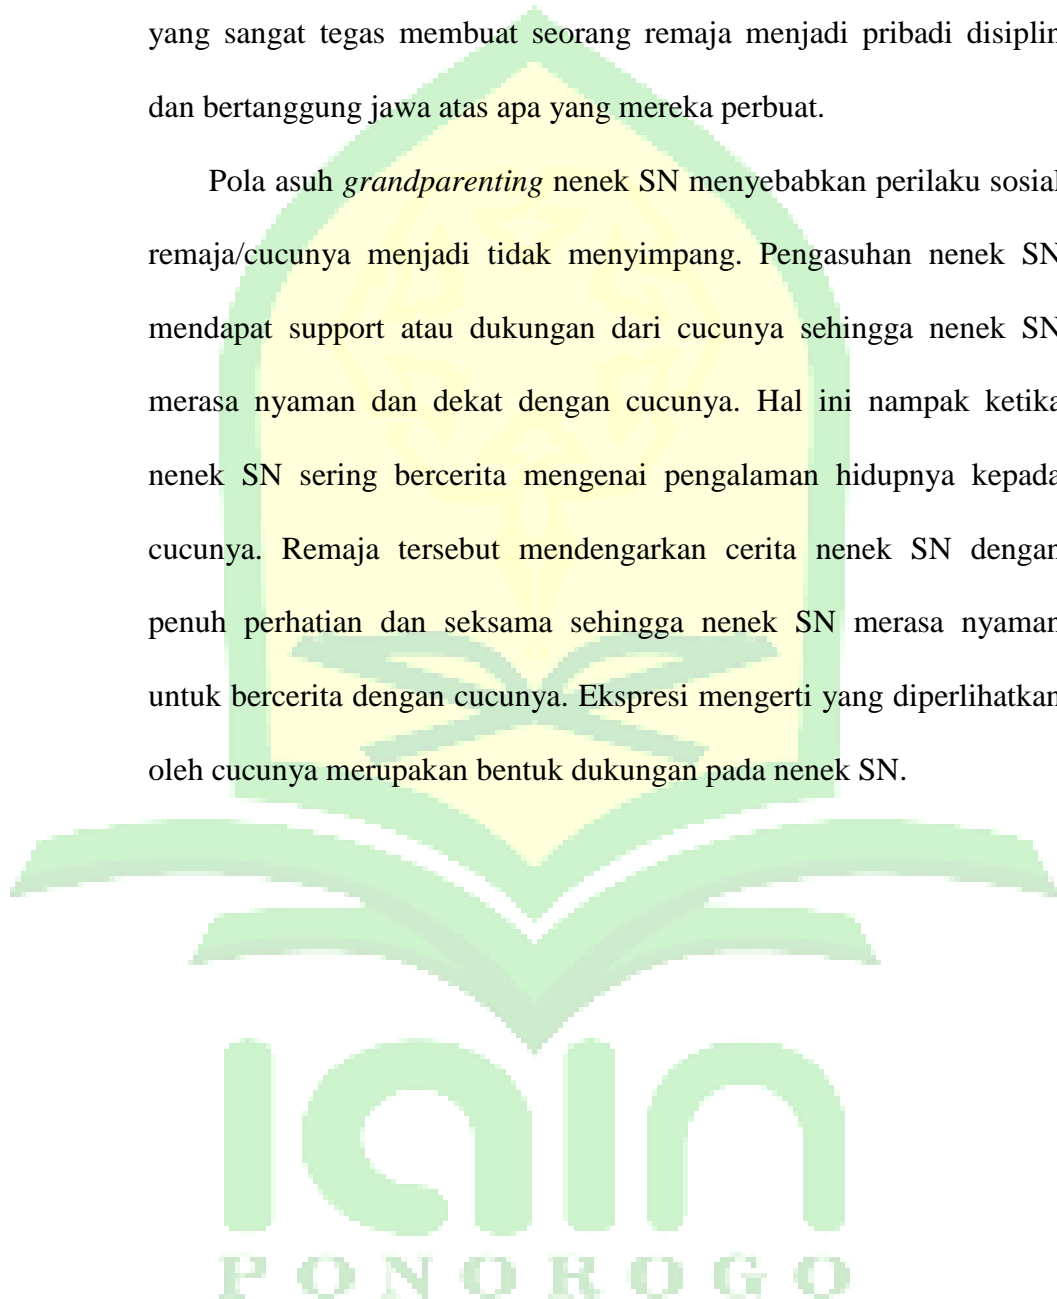 yang sangat tegas membuat seorang remaja menjadi pribadi disiplin
dan bertanggung jawa atas apa yang mereka perbuat.
Pola asuh grandparenting nenek SN menyebabkan perilaku sosial
remaja/cucunya menjadi tidak menyimpang. Pengasuhan nenek SN
mendapat support atau dukungan dari cucunya sehingga nenek SN
merasa nyaman dan dekat dengan cucunya. Hal ini nampak ketika
nenek SN sering bercerita mengenai pengalaman hidupnya kepada
cucunya. Remaja tersebut mendengarkan cerita nenek SN dengan
penuh perhatian dan seksama sehingga nenek SN merasa nyaman
untuk bercerita dengan cucunya. Ekspresi mengerti yang diperlihatkan
oleh cucunya merupakan bentuk dukungan pada nenek SN.
iain
PONOROGO